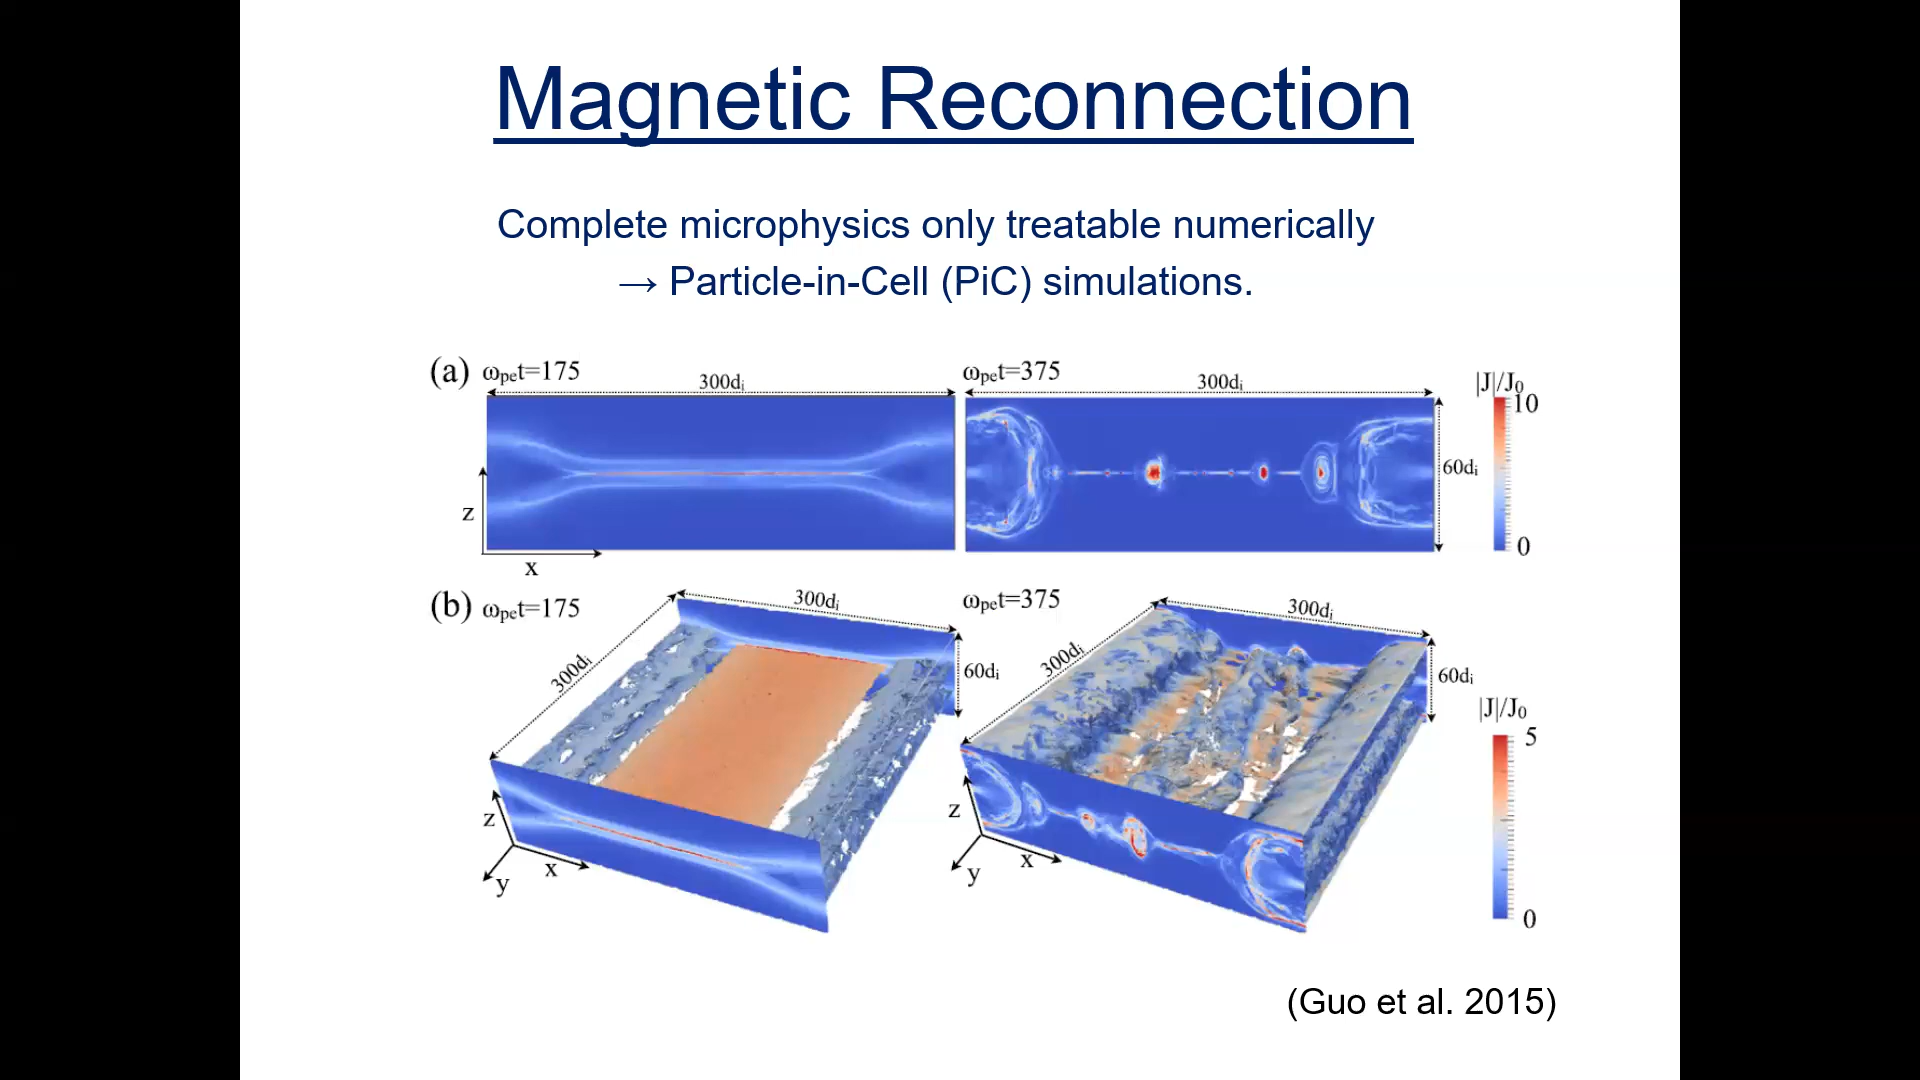 Magnetic Reconnection
Complete microphysics only treatable numerically
→ Particle-in-Cell (PiC) simulations.
(a) ωpet=175
300di
ωpet=375
300di
|J|/J0
10
60di
0
z
x
(b) ωpet=175
300di
300di
60di
z
x
y
ωpet=375
300di
300di
60di
z
x
y
|J|/J0
5
0
(Guo et al. 2015)